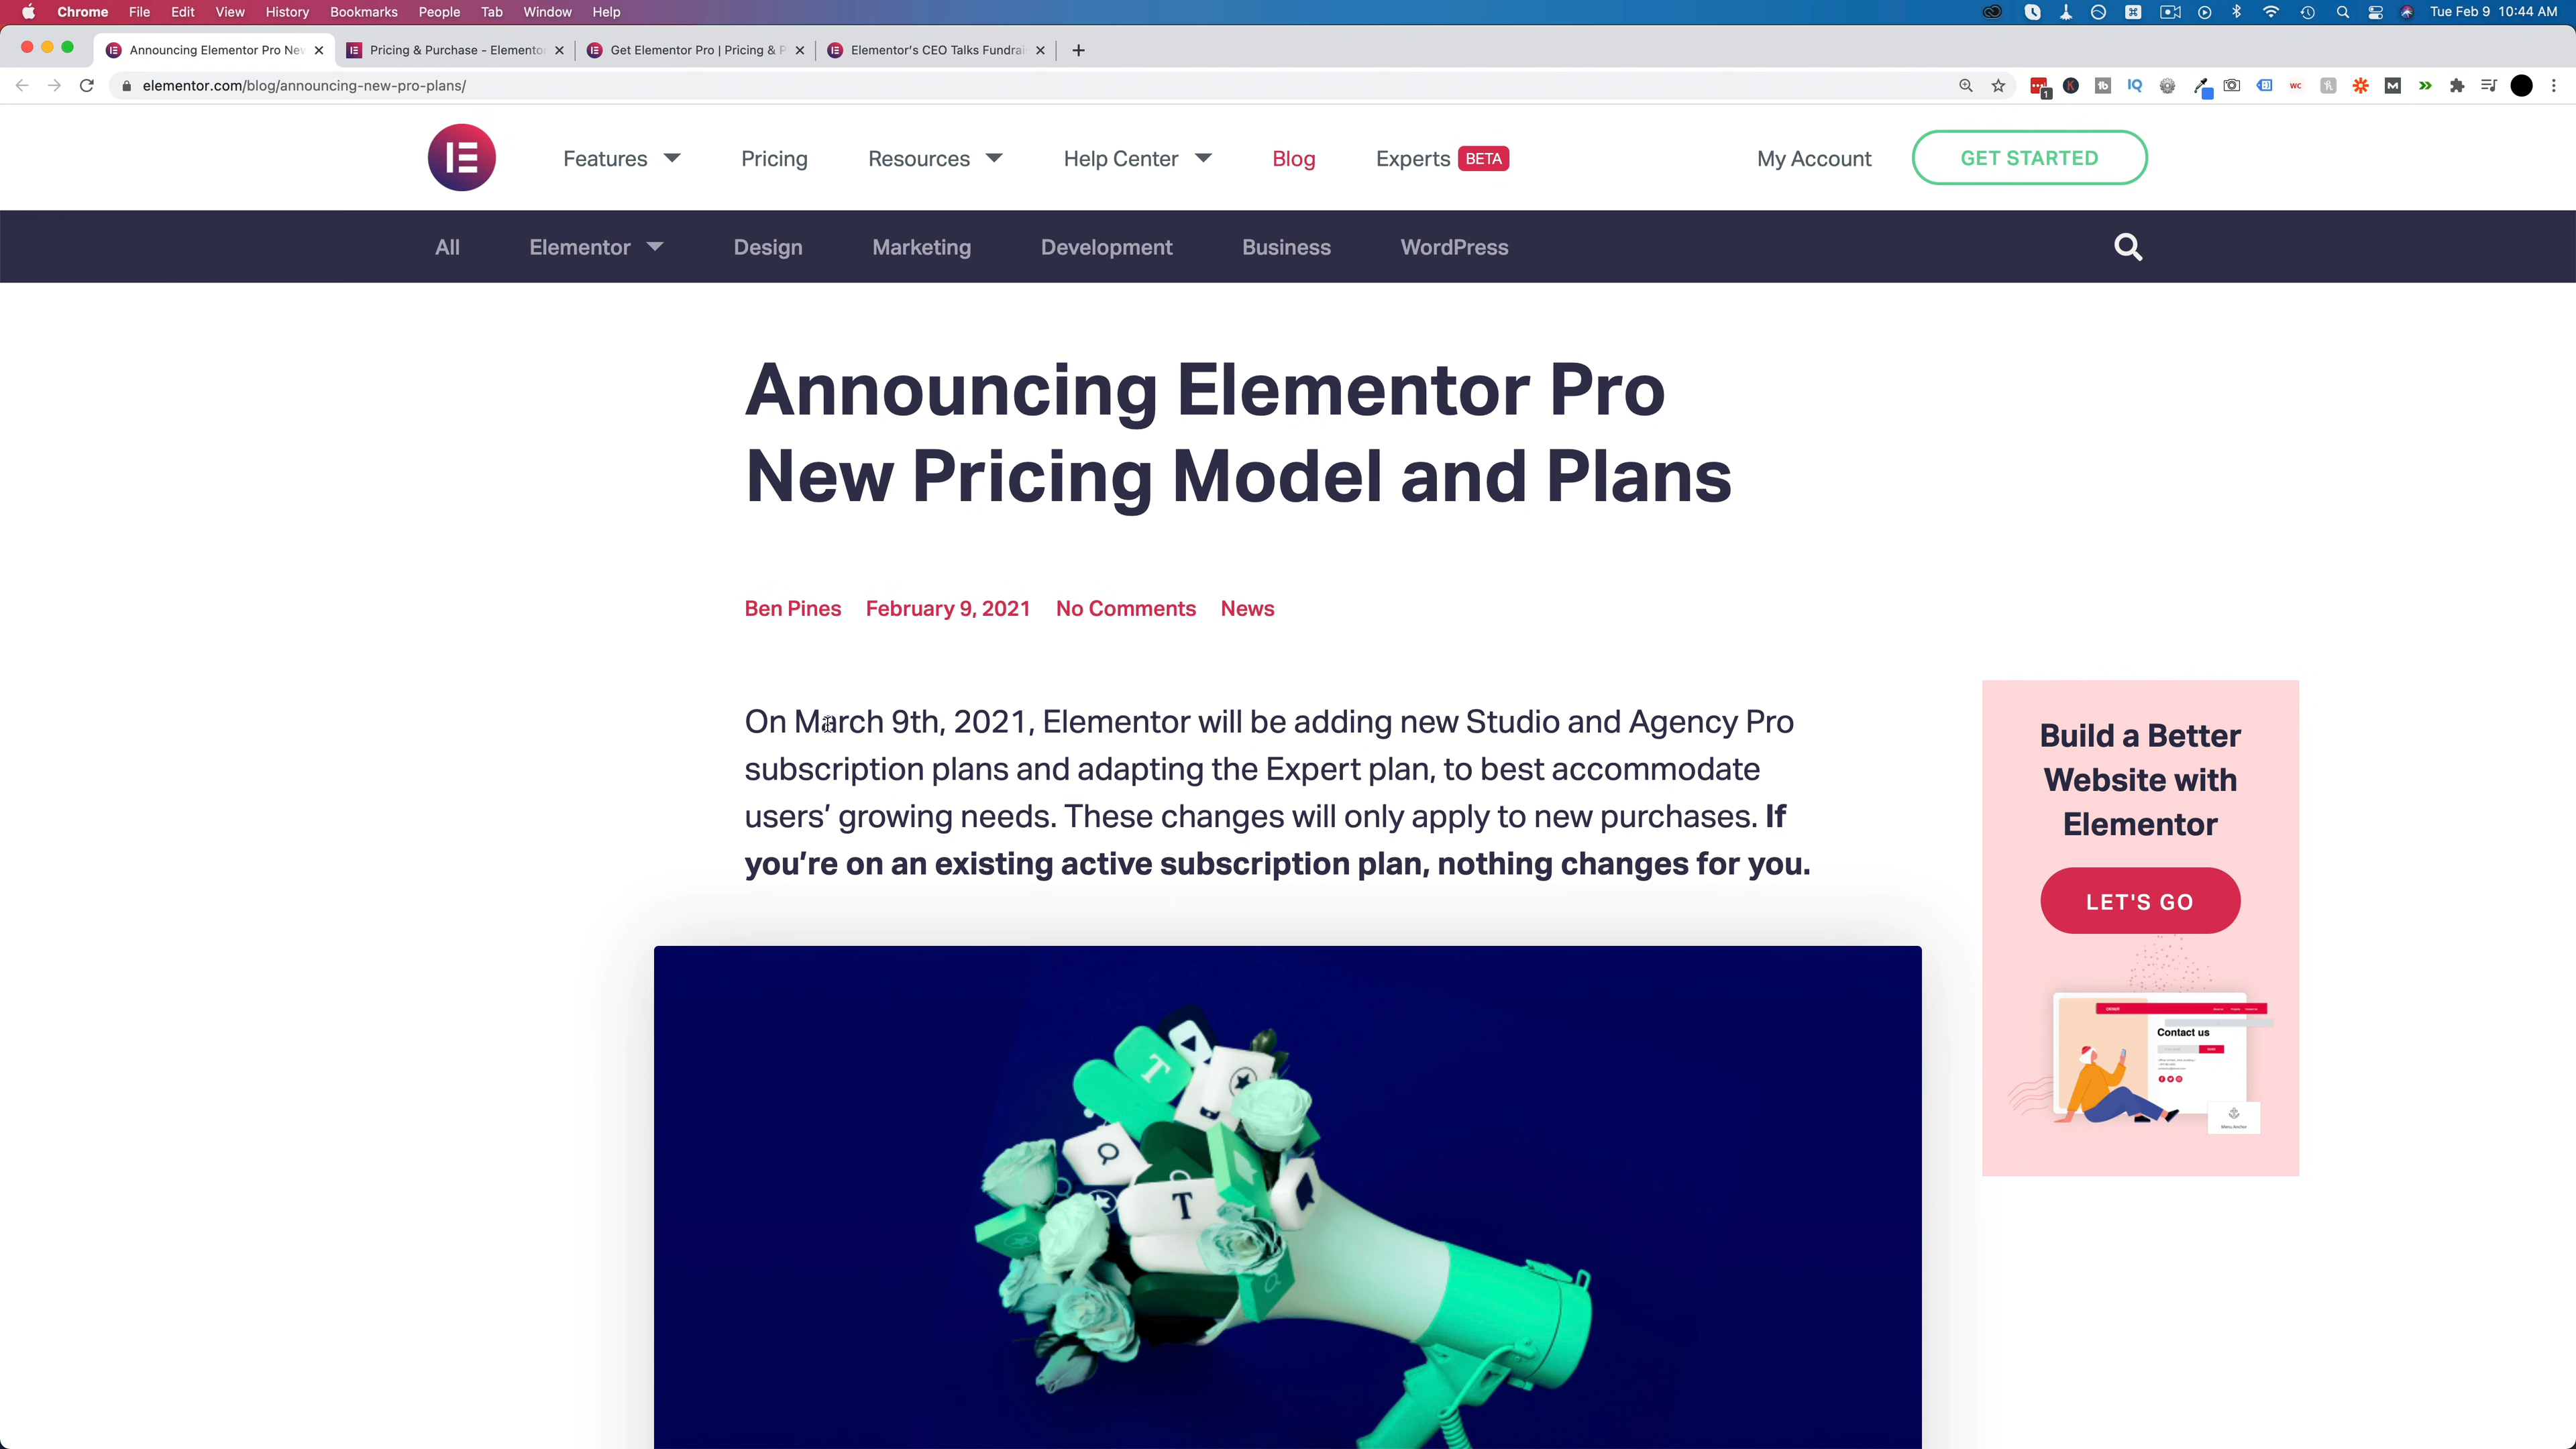 Chrome File Edit View History Bookmarks People Tab Window Help Tue Feb 9 10:44 AM
Announcing Elementor Pro New Pricing & Purchase - Elemento Get Elementor Pro | Pricing & P Elementor's CEO Talks Fundrai
elementor.com/blog/announcing-new-pro-plans/
Features Pricing Resources Help Center Blog Experts BETA My Account GET STARTED
All Elementor Design Marketing Development Business WordPress
Announcing Elementor Pro
New Pricing Model and Plans
Ben Pines February 9, 2021 No Comments News
On March 9th, 2021, Elementor will be adding new Studio and Agency Pro
subscription plans and adapting the Expert plan, to best accommodate
users’ growing needs. These changes will only apply to new purchases. If
you’re on an existing active subscription plan, nothing changes for you.
Build a Better
Website with
Elementor
LET'S GO
Contact us
Menu Anchor
T
T